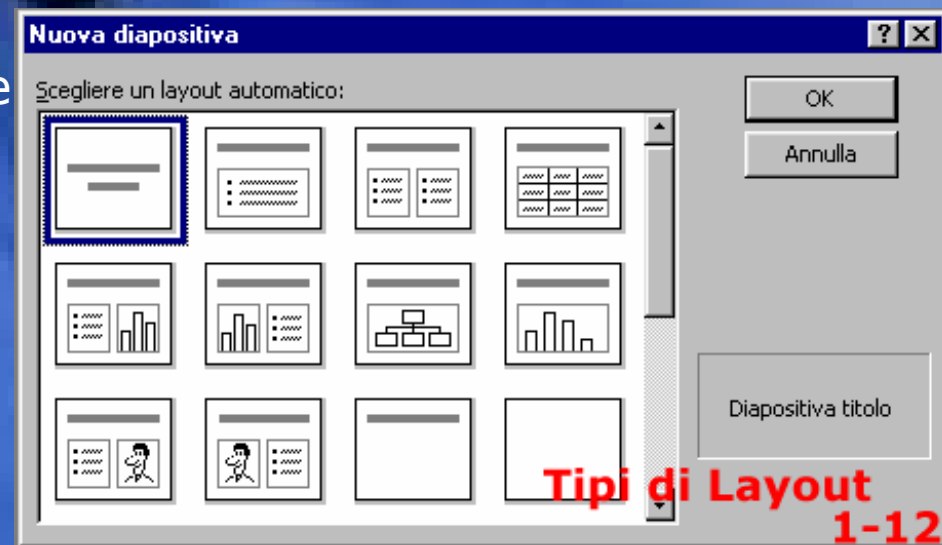 Nuova diapositiva
e
Scegliere un layout automatico:
OK
Annulla
Diapositiva titolo
Tipi di Layout
1-12